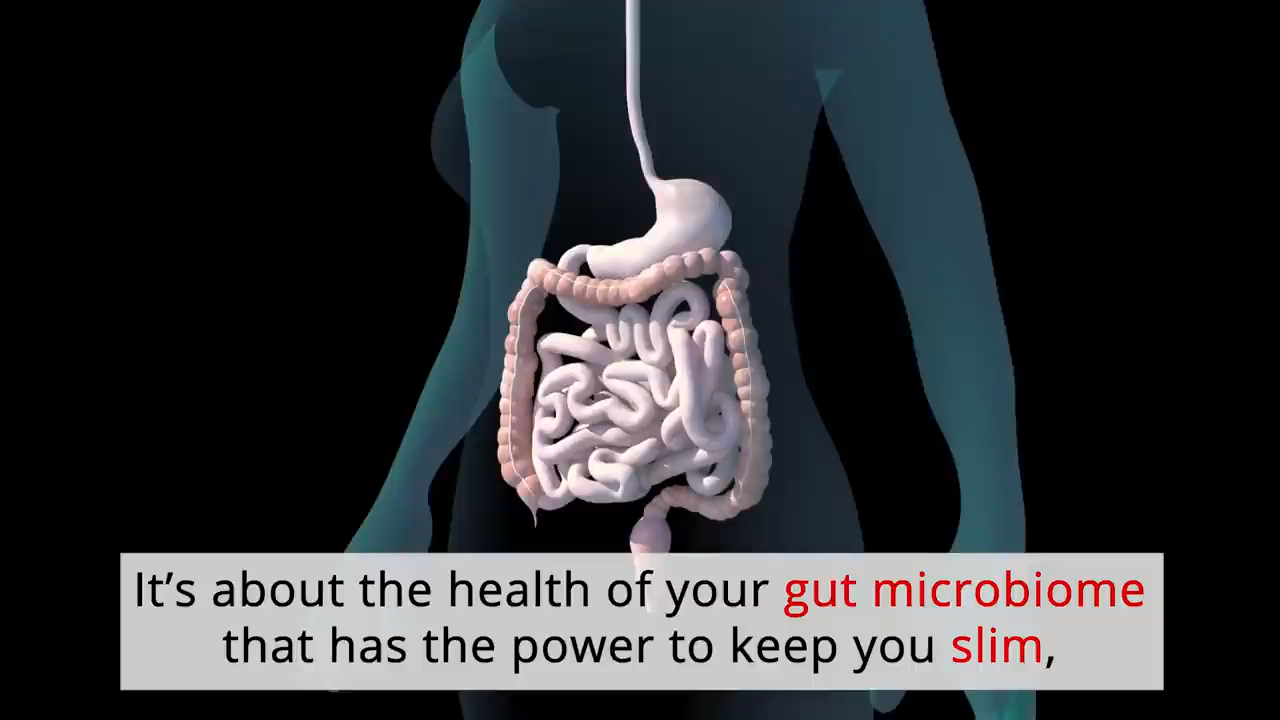 It’s about the health of your gut microbiome
that has the power to keep you slim,